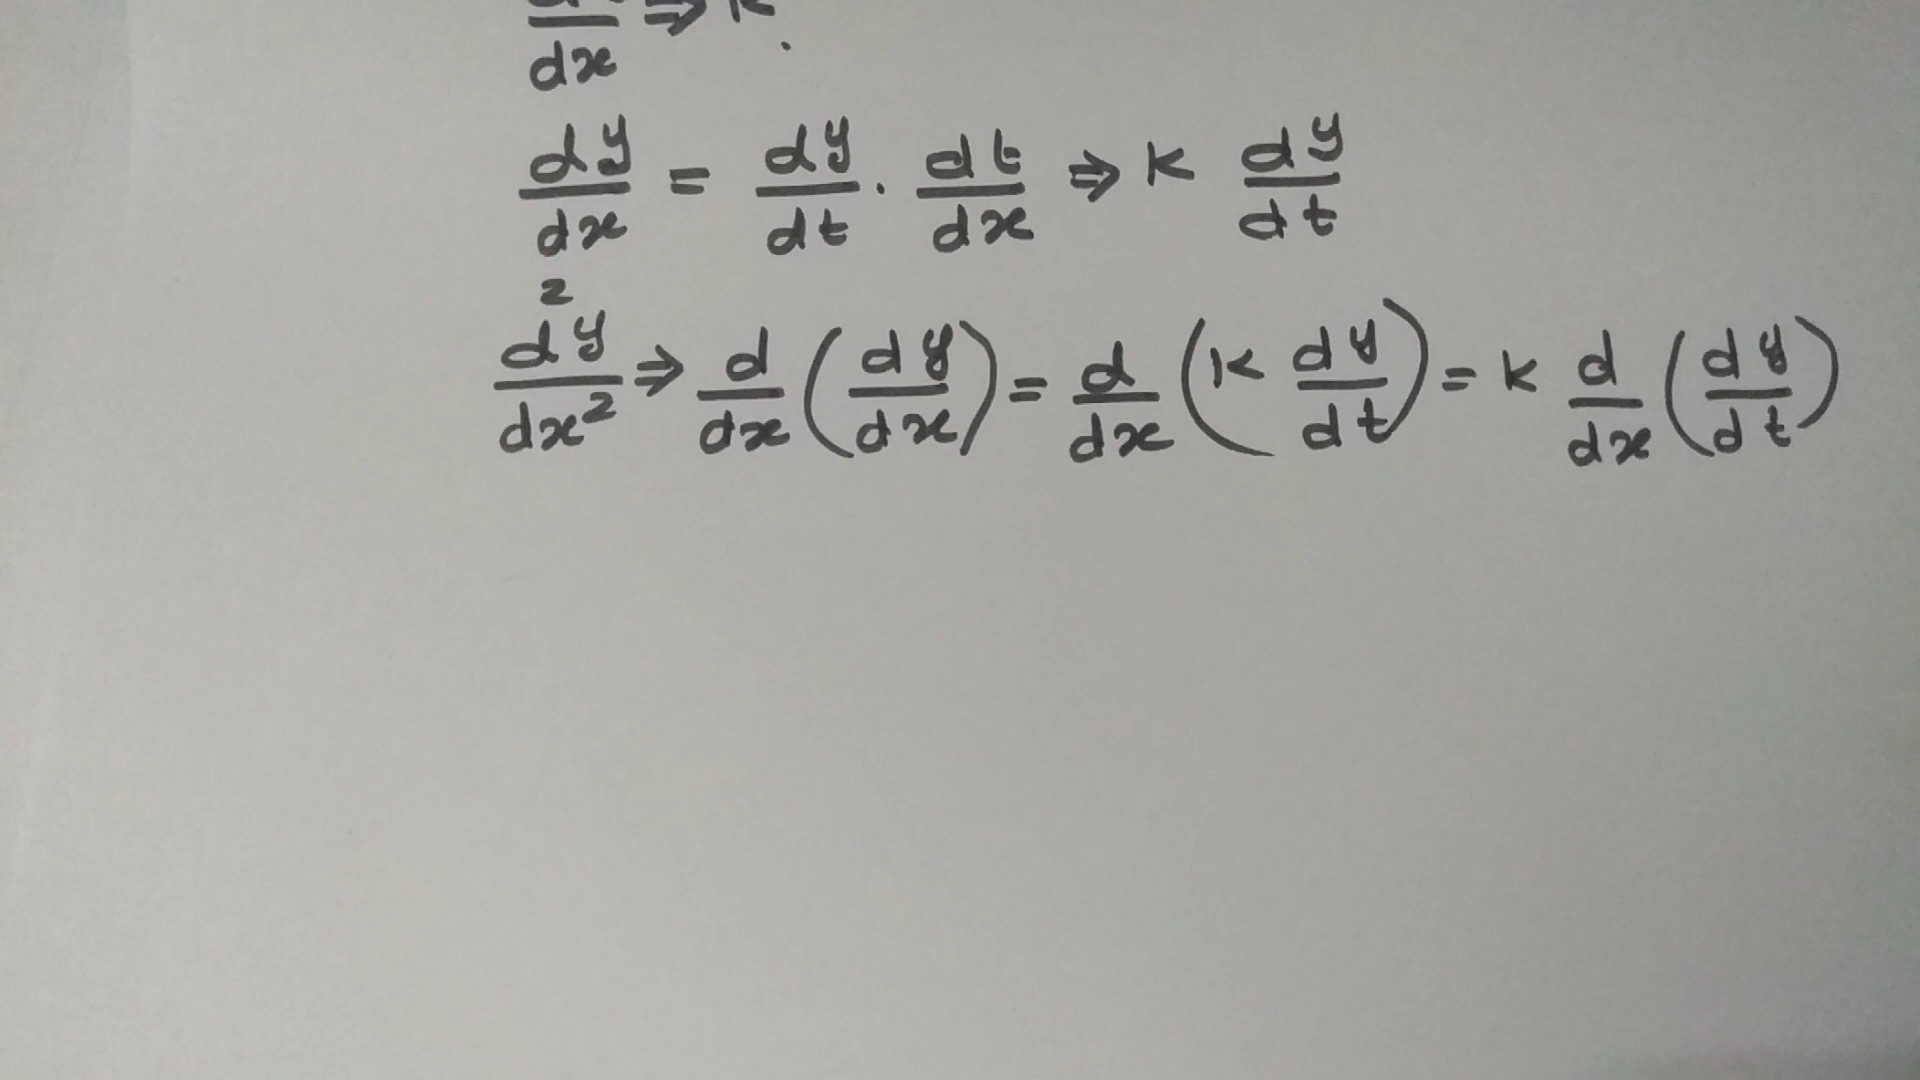 dx ⇒ K.
dy/dx = dy/dt . dt/dx ⇒ K dy/dt
d²y/dx² ⇒ d/dx (dy/dx) = d/dx (K dy/dt) = K d/dx (dy/dt)